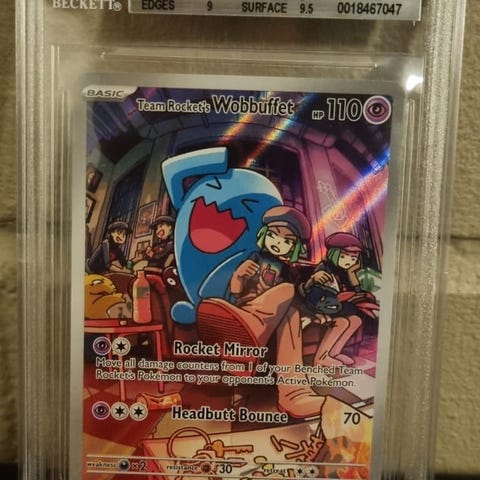 BECKETT®
EDGES 9 SURFACE 9.5 0018467047
BASIC
Team Rocket's Wobbuffet HP 110
Rocket Mirror
Move all damage counters from 1 of your Benched Team
Rocket's Pokémon to your opponent's Active Pokémon.
Headbutt Bounce 70
weakness ×2 resistance -30 retreat